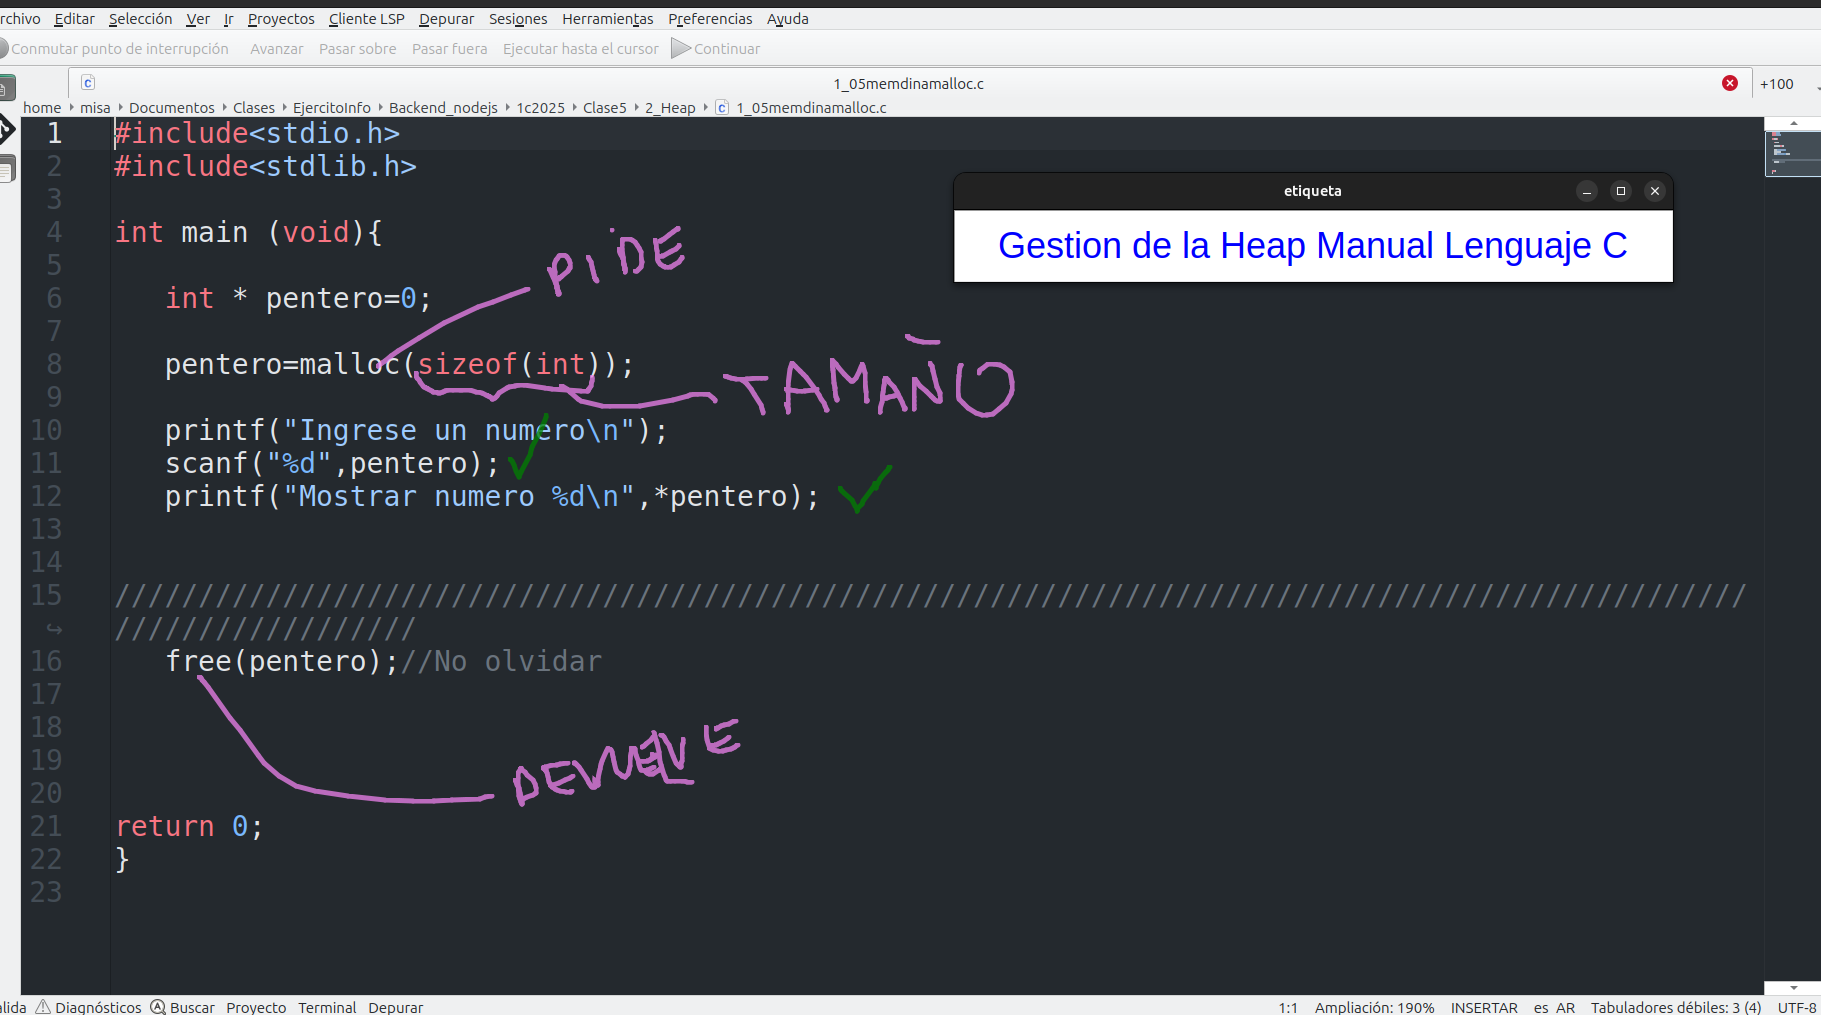 rchivo Editar Selección Ver Ir Proyectos Cliente LSP Depurar Sesiones Herramientas Preferencias Ayuda
Conmutar punto de interrupción Avanzar Pasar sobre Pasar fuera Ejecutar hasta el cursor Continuar
1_05memdinamalloc.c +100
home misa Documentos Clases EjercitoInfo Backend_nodejs 1c2025 Clase5 2_Heap 1_05memdinamalloc.c
1 #include<stdio.h>
2 #include<stdlib.h>
etiqueta
Gestion de la Heap Manual Lenguaje C
3
4 int main (void){
PIDE
5
6 int * pentero=0;
7
8 pentero=malloc(sizeof(int));
TAMAÑO
9
10 printf("Ingrese un numero\n");
11 scanf("%d",pentero);
12 printf("Mostrar numero %d\n",*pentero);
13
14
15 /////////////////////////////////////////////////////////////////////////////////////////////////
//////////////////
16 free(pentero);//No olvidar
17
18
DEVUELVE
19
20
21 return 0;
22 }
23
alida Diagnósticos Buscar Proyecto Terminal Depurar 1:1 Ampliación: 190% INSERTAR es AR Tabuladores débiles: 3 (4) UTF-8